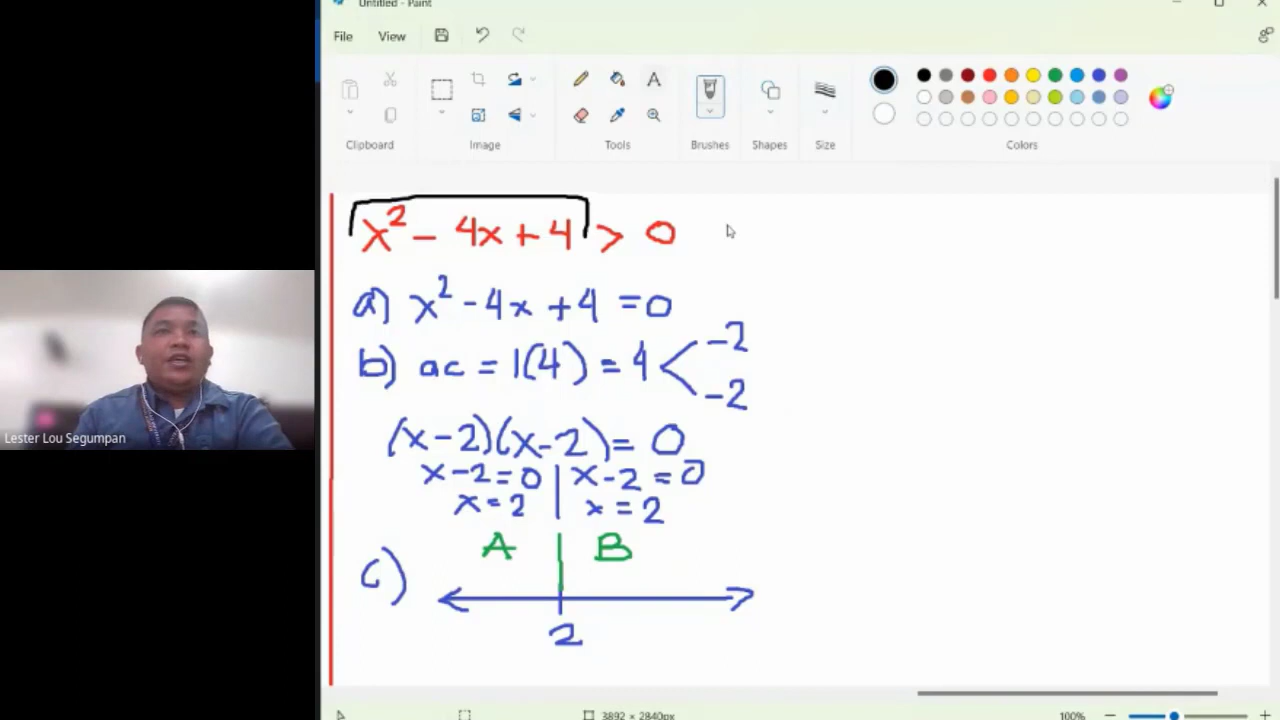 Untitled - Paint
File View
Clipboard Image Tools Brushes Shapes Size Colors
x² - 4x + 4 > 0
a) x² - 4x + 4 = 0
b) ac = 1(4) = 4 < -2
-2
(x-2)(x-2) = 0
x-2=0 | x-2=0
x=2 | x=2
A | B
c)
2
Lester Lou Segumpan
3892 × 2840px 100%